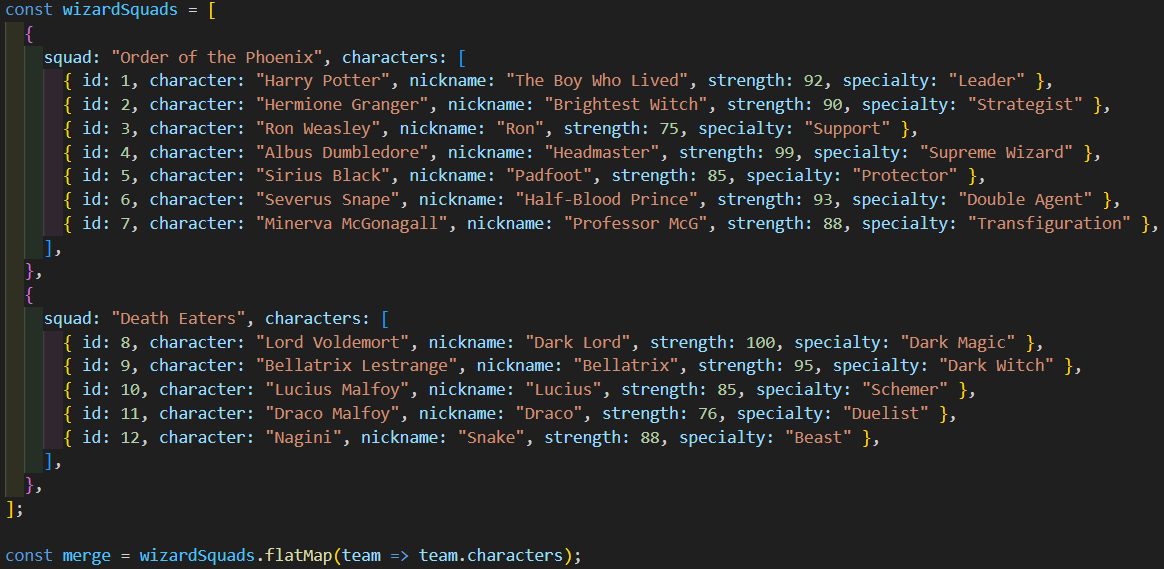 const wizardSquads = [
  {
    squad: "Order of the Phoenix", characters: [
      { id: 1, character: "Harry Potter", nickname: "The Boy Who Lived", strength: 92, specialty: "Leader" },
      { id: 2, character: "Hermione Granger", nickname: "Brightest Witch", strength: 90, specialty: "Strategist" },
      { id: 3, character: "Ron Weasley", nickname: "Ron", strength: 75, specialty: "Support" },
      { id: 4, character: "Albus Dumbledore", nickname: "Headmaster", strength: 99, specialty: "Supreme Wizard" },
      { id: 5, character: "Sirius Black", nickname: "Padfoot", strength: 85, specialty: "Protector" },
      { id: 6, character: "Severus Snape", nickname: "Half-Blood Prince", strength: 93, specialty: "Double Agent" },
      { id: 7, character: "Minerva McGonagall", nickname: "Professor McG", strength: 88, specialty: "Transfiguration" },
    ],
  },
  {
    squad: "Death Eaters", characters: [
      { id: 8, character: "Lord Voldemort", nickname: "Dark Lord", strength: 100, specialty: "Dark Magic" },
      { id: 9, character: "Bellatrix Lestrange", nickname: "Bellatrix", strength: 95, specialty: "Dark Witch" },
      { id: 10, character: "Lucius Malfoy", nickname: "Lucius", strength: 85, specialty: "Schemer" },
      { id: 11, character: "Draco Malfoy", nickname: "Draco", strength: 76, specialty: "Duelist" },
      { id: 12, character: "Nagini", nickname: "Snake", strength: 88, specialty: "Beast" },
    ],
  },
];

const merge = wizardSquads.flatMap(team => team.characters);